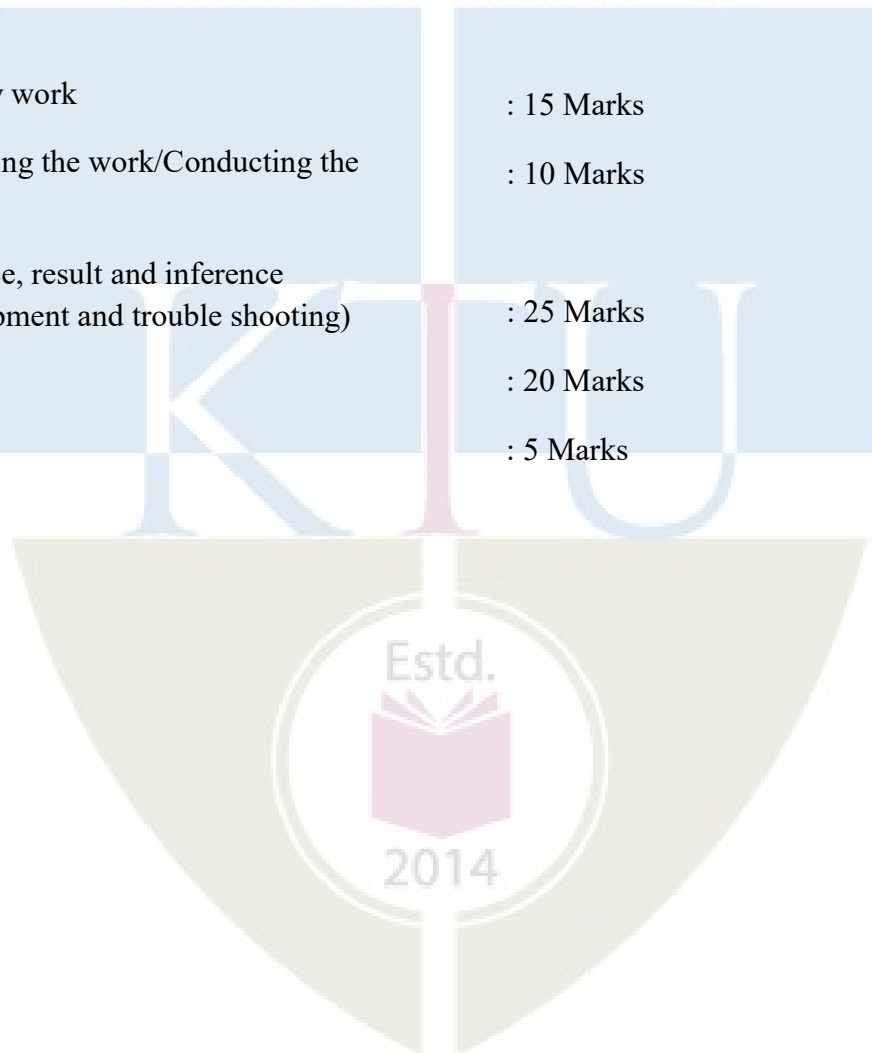 work
: 15 Marks
ng the work/Conducting the
: 10 Marks
e, result and inference
pment and trouble shooting)
: 25 Marks
: 20 Marks
: 5 Marks
KTU
Estd.
2014